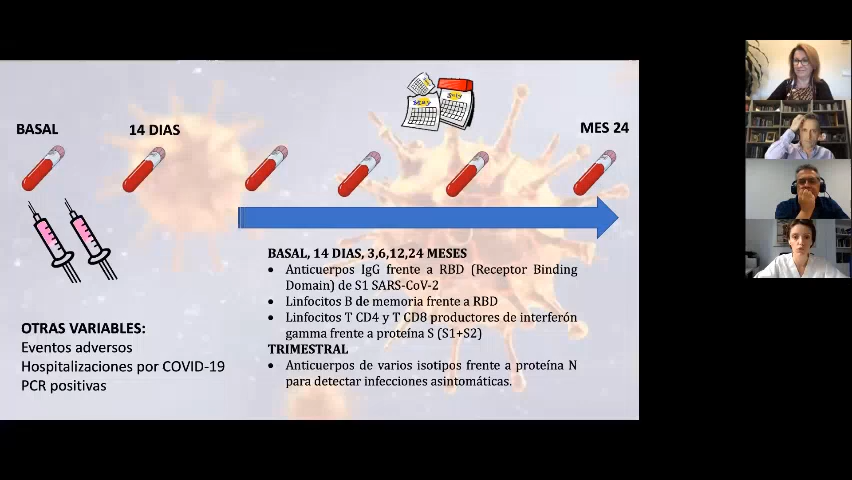 BASAL
14 DIAS
MES 24
BASAL, 14 DIAS, 3,6,12,24 MESES
• Anticuerpos IgG frente a RBD (Receptor Binding
Domain) de S1 SARS-CoV-2
• Linfocitos B de memoria frente a RBD
• Linfocitos T CD4 y T CD8 productores de interferón
gamma frente a proteína S (S1+S2)
TRIMESTRAL
• Anticuerpos de varios isotipos frente a proteína N
para detectar infecciones asintomáticas.
OTRAS VARIABLES:
Eventos adversos
Hospitalizaciones por COVID-19
PCR positivas